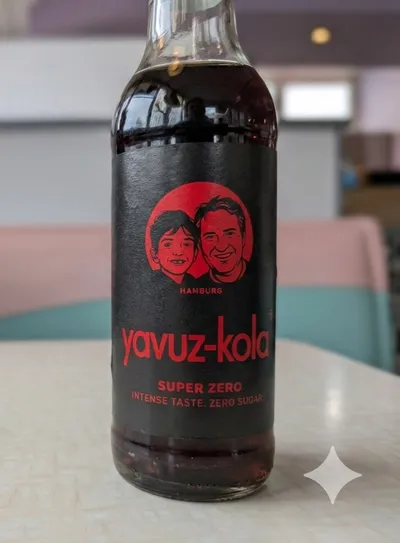 HAMBURG
yavuz-kola
SUPER ZERO
INTENSE TASTE. ZERO SUGAR.